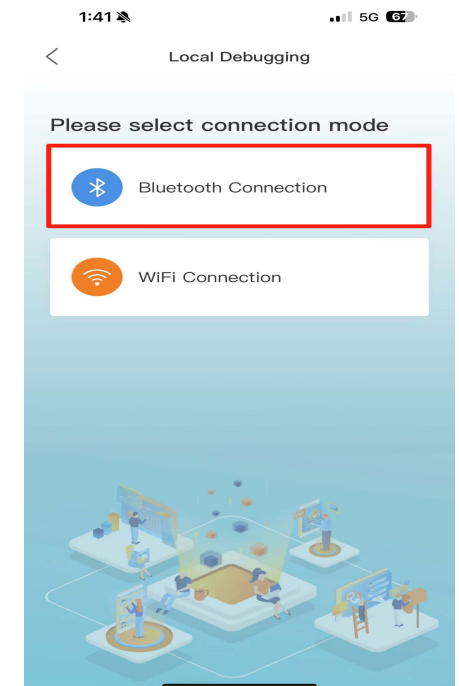 1:41
5G 67
Local Debugging
Please select connection mode
Bluetooth Connection
WiFi Connection